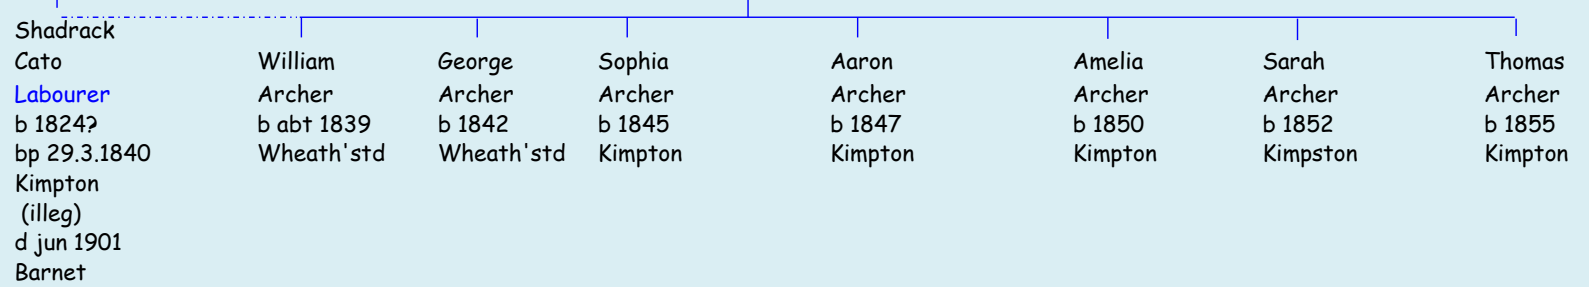 Shadrack
Cato
Labourer
b 1824?
bp 29.3.1840
Kimpton
(illeg)
d jun 1901
Barnet
William
Archer
b abt 1839
Wheath'std
George
Archer
b 1842
Wheath'std
Sophia
Archer
b 1845
Kimpton
Aaron
Archer
b 1847
Kimpton
Amelia
Archer
b 1850
Kimpton
Sarah
Archer
b 1852
Kimpston
Thomas
Archer
b 1855
Kimpton